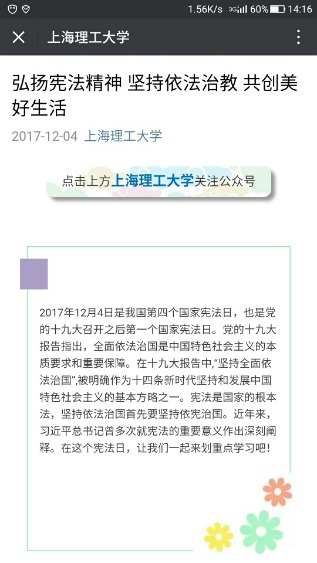 1.56K/s 3G 60% 14:16
上海理工大学
弘扬宪法精神 坚持依法治教 共创美
好生活
2017-12-04 上海理工大学
点击上方上海理工大学关注公众号
2017年12月4日是我国第四个国家宪法日，也是党
的十九大召开之后第一个国家宪法日。党的十九大
报告指出，全面依法治国是中国特色社会主义的本
质要求和重要保障。在十九大报告中,“坚持全面依
法治国”,被明确作为十四条新时代坚持和发展中国
特色社会主义的基本方略之一。宪法是国家的根本
法，坚持依法治国首先要坚持依宪治国。近年来，
习近平总书记曾多次就宪法的重要意义作出深刻阐
释。在这个宪法日，让我们一起来划重点学习吧！